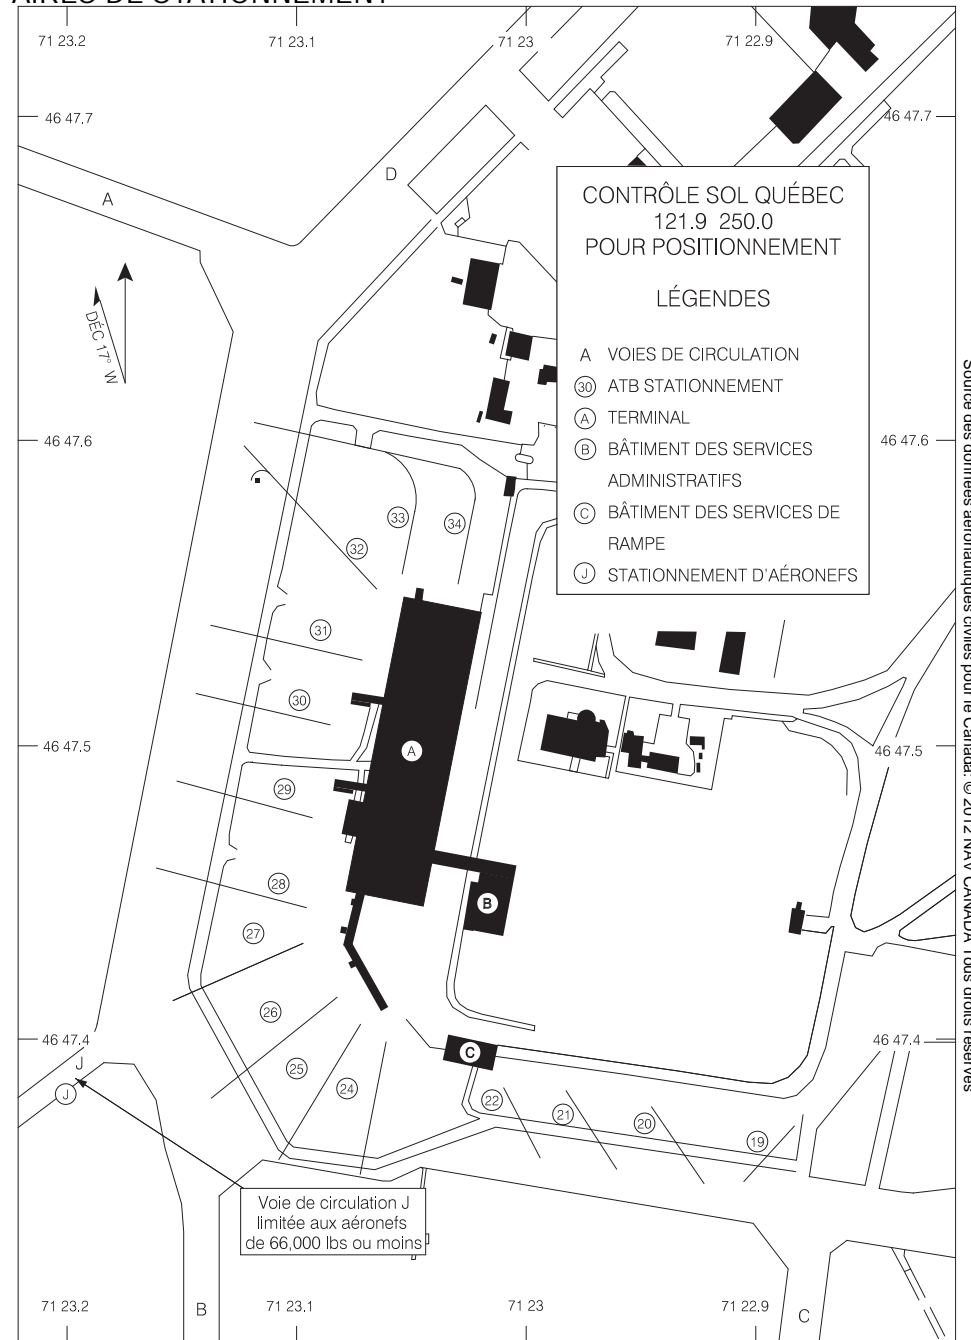 AIRES DE STATIONNEMENT
71 23.2
71 23.1
71 23
71 22.9
46 47.7
46 47.7
D
A
CONTRÔLE SOL QUÉBEC
121.9 250.0
POUR POSITIONNEMENT
LÉGENDES
A VOIES DE CIRCULATION
30 ATB STATIONNEMENT
A TERMINAL
B BÂTIMENT DES SERVICES
ADMINISTRATIFS
C BÂTIMENT DES SERVICES DE
RAMPE
J STATIONNEMENT D'AÉRONEFS
DÉC 17° W
46 47.6
46 47.6
33
34
32
31
30
A
46 47.5
46 47.5
29
28
B
27
26
46 47.4
46 47.4
C
J
J
25
24
22
21
20
19
Voie de circulation J
limitée aux aéronefs
de 66,000 lbs ou moins
71 23.2
B
71 23.1
71 23
71 22.9
C
Source des données aéronautiques civiles pour le Canada: © 2012 NAV CANADA Tous droits réservés